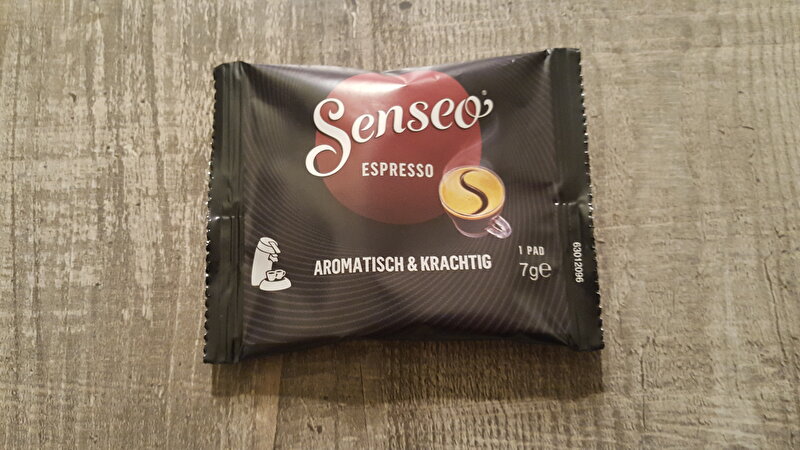 Senseo
ESPRESSO
AROMATISCH & KRACHTIG
1 PAD
7g℮
63012096